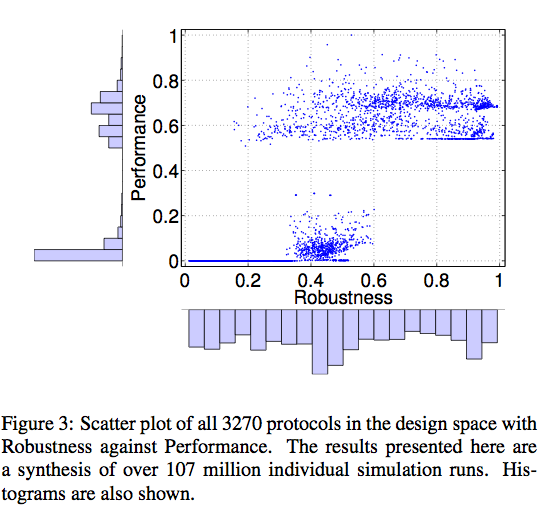 1
0.8
0.6
0.4
0.2
0
Performance
0 0.2 0.4 0.6 0.8 1
Robustness
Figure 3: Scatter plot of all 3270 protocols in the design space with
Robustness against Performance. The results presented here are
a synthesis of over 107 million individual simulation runs. His-
tograms are also shown.